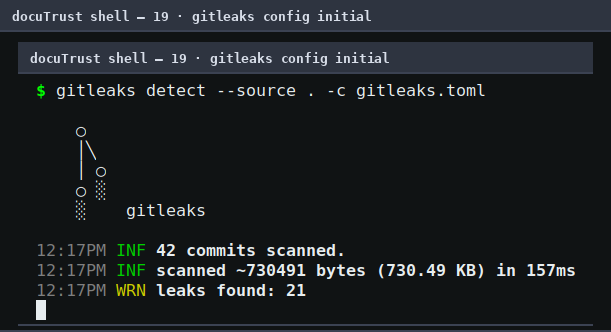 docuTrust shell — 19 · gitleaks config initial
docuTrust shell — 19 · gitleaks config initial
$ gitleaks detect --source . -c gitleaks.toml
○
│╲
│ ○
○ ░
░    gitleaks
12:17PM INF 42 commits scanned.
12:17PM INF scanned ~730491 bytes (730.49 KB) in 157ms
12:17PM WRN leaks found: 21